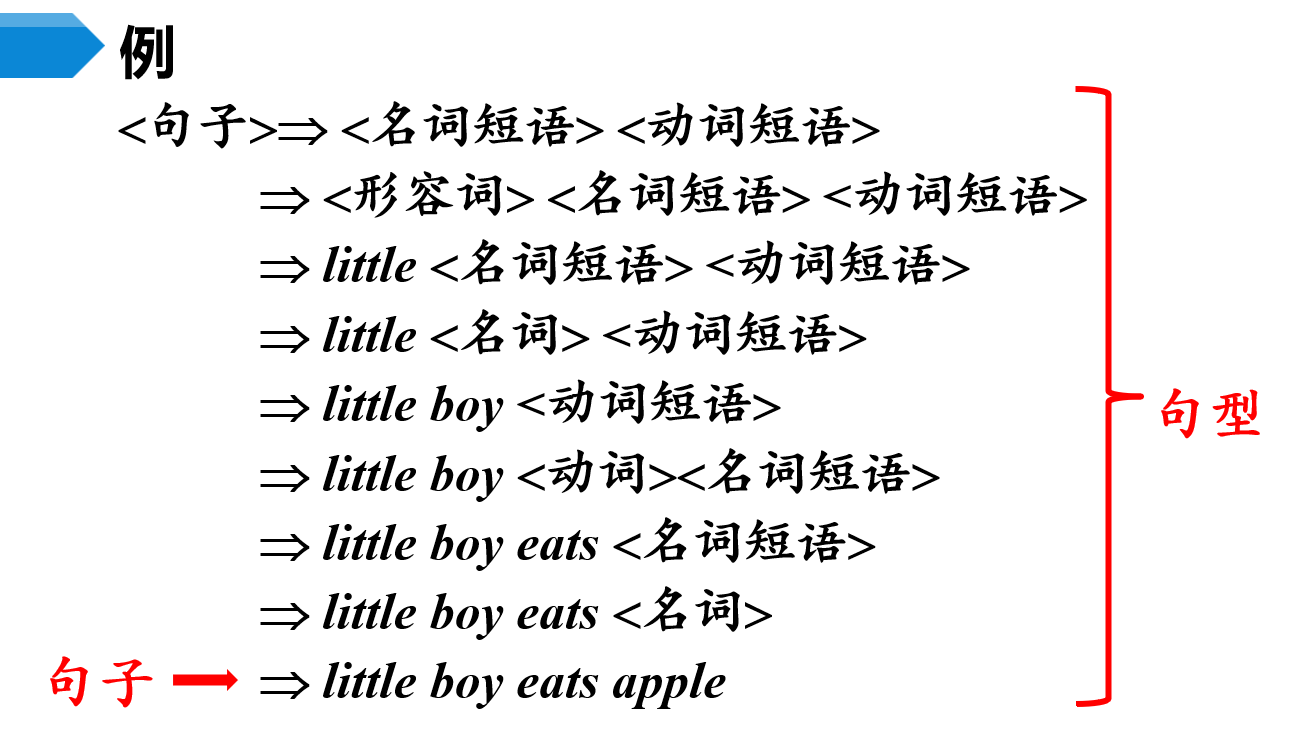 例
<句子>⇒ <名词短语> <动词短语>
⇒ <形容词> <名词短语> <动词短语>
⇒ little <名词短语> <动词短语>
⇒ little <名词> <动词短语>
⇒ little boy <动词短语>
句型
⇒ little boy <动词><名词短语>
⇒ little boy eats <名词短语>
⇒ little boy eats <名词>
句子 ⇒ little boy eats apple